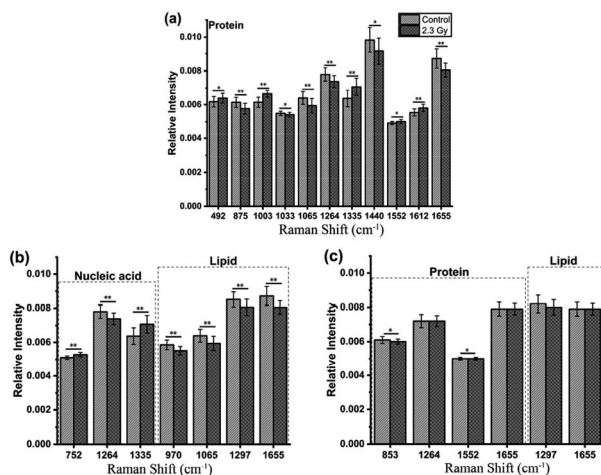 (a)
Protein
Control
2.3 Gy
Relative Intensity
0.010
0.008
0.006
0.004
0.002
0.000
* ** ** * ** ** ** * * ** **
492 875 1003 1033 1065 1264 1335 1440 1552 1612 1655
Raman Shift (cm-1)
(b)
Nucleic acid
Lipid
Relative Intensity
0.010
0.008
0.006
0.004
0.002
0.000
** ** ** ** ** ** **
752 1264 1335 970 1065 1297 1655
Raman Shift (cm-1)
(c)
Protein
Lipid
Relative Intensity
0.010
0.008
0.006
0.004
0.002
0.000
* *
853 1264 1552 1655 1297 1655
Raman Shift (cm-1)